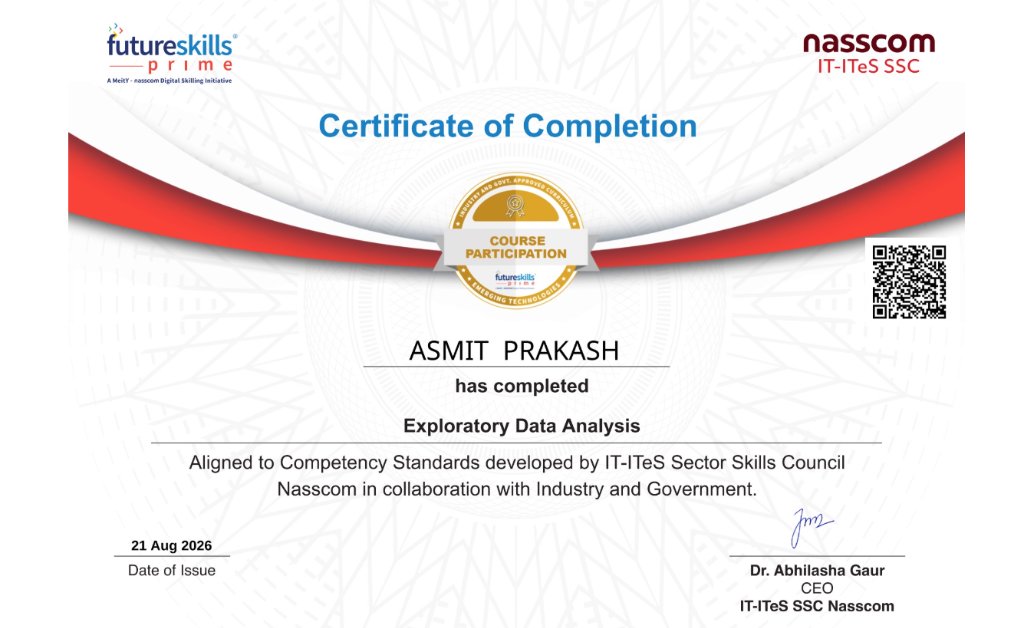 futureskills
prime
A MeitY - nasscom Digital Skilling Initiative
nasscom
IT-ITeS SSC
Certificate of Completion
INDUSTRY AND GOVT. APPROVED CURRICULUM
COURSE
PARTICIPATION
futureskills
prime
EMERGING TECHNOLOGIES
ASMIT PRAKASH
has completed
Exploratory Data Analysis
Aligned to Competency Standards developed by IT-ITeS Sector Skills Council
Nasscom in collaboration with Industry and Government.
21 Aug 2026
Date of Issue
Dr. Abhilasha Gaur
CEO
IT-ITeS SSC Nasscom